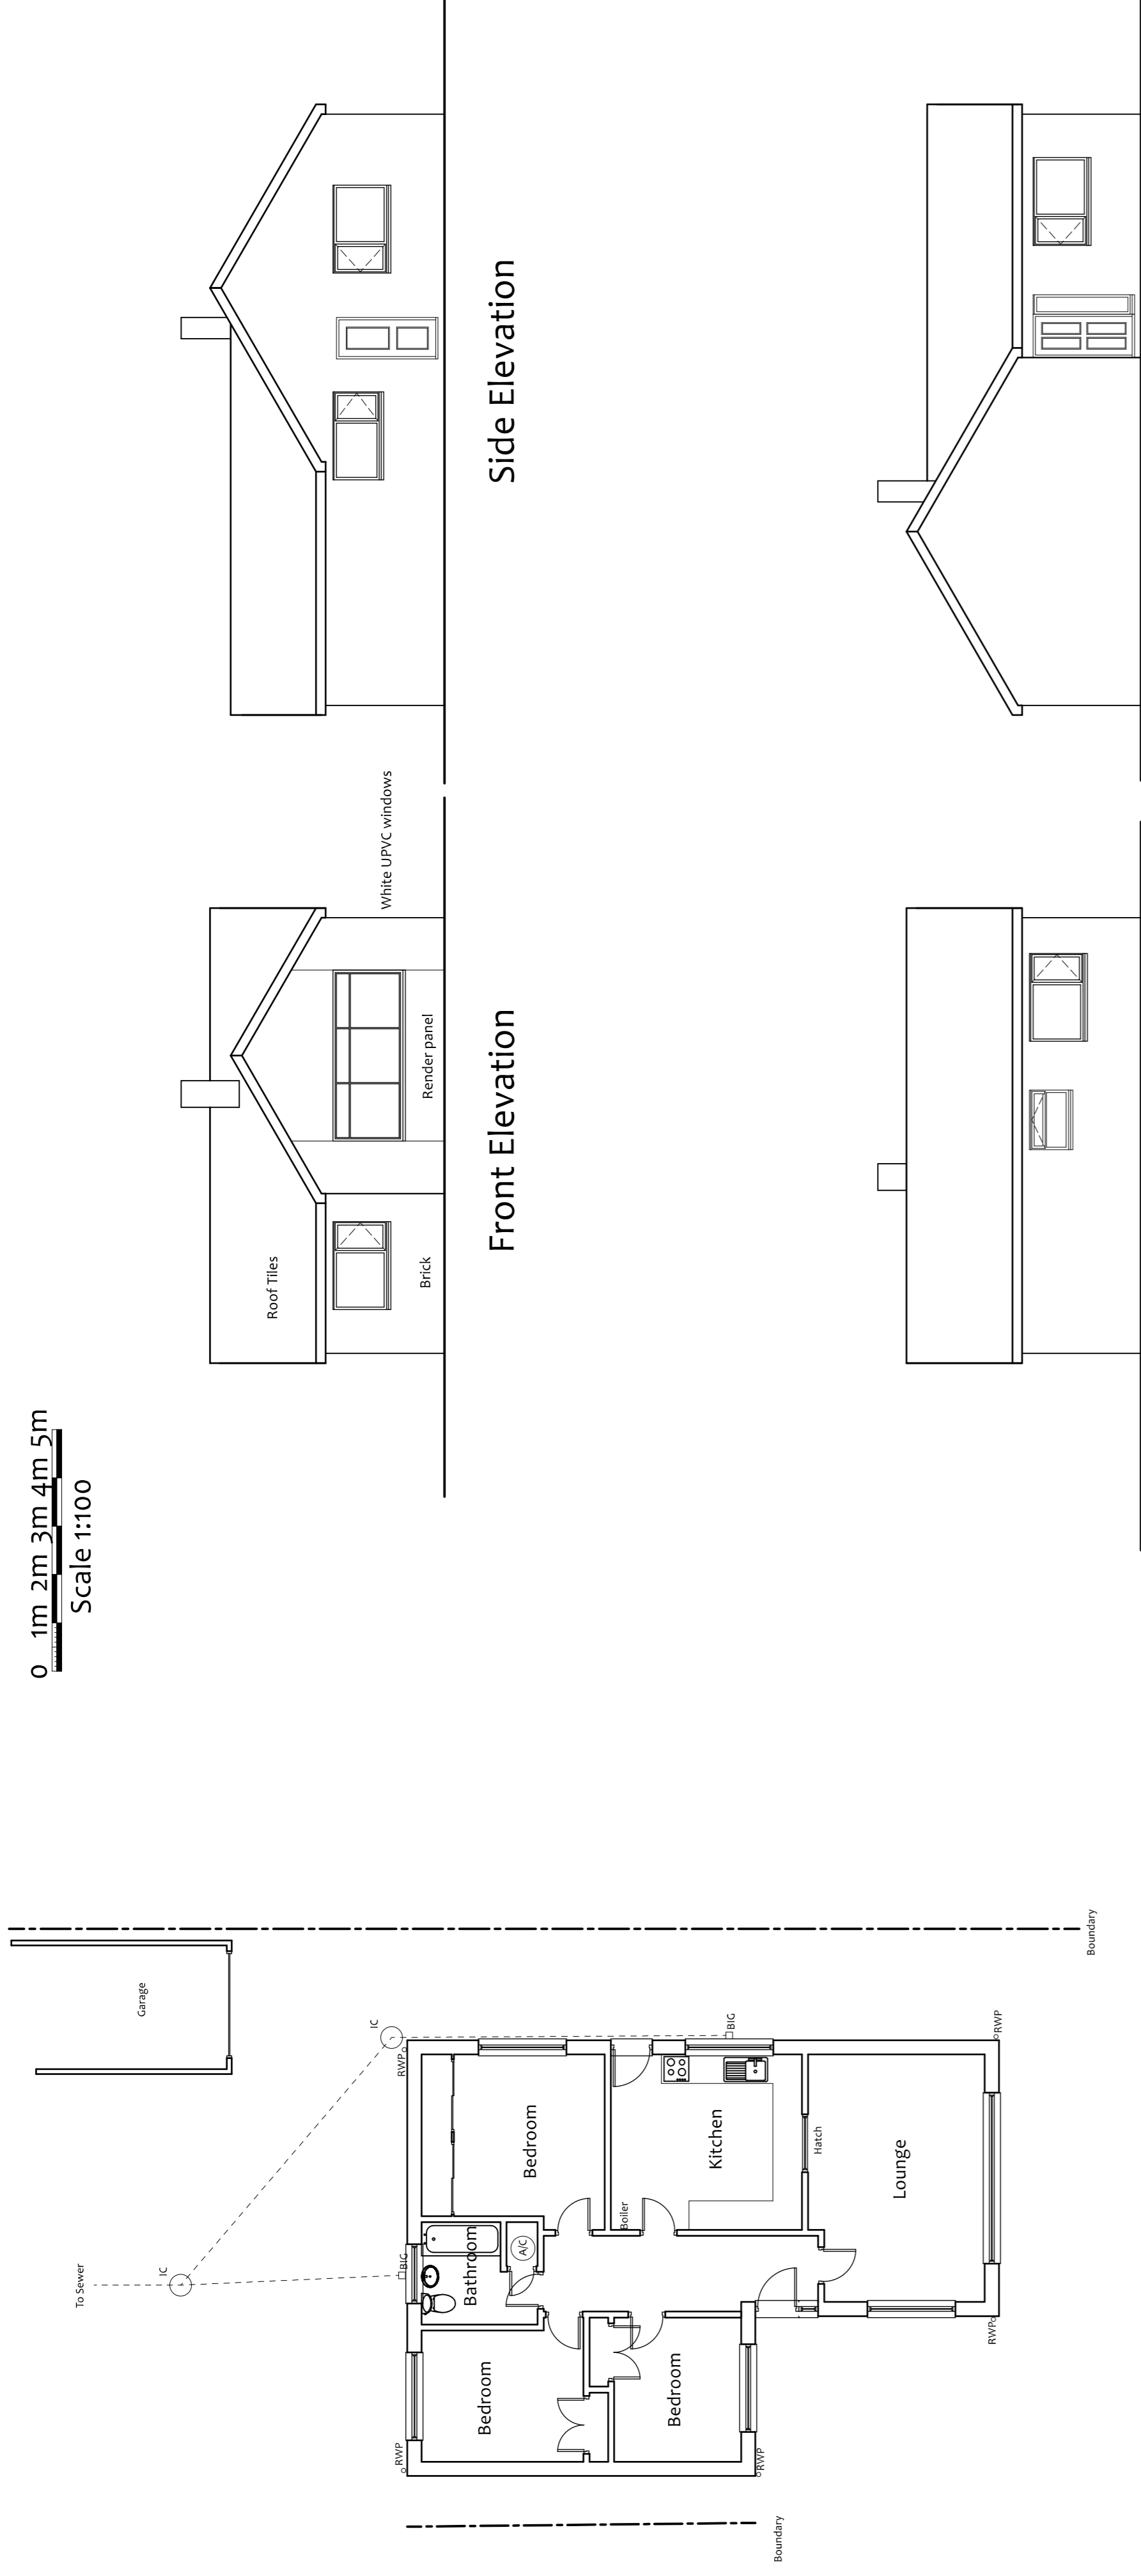 To Sewer
IC
Garage
IC
Boundary
RWP
BIG
RWP
BIG
Bathroom
A/C
Bedroom
Bedroom
Boiler
Kitchen
Bedroom
Hatch
Lounge
RWP
RWP
RWP
Boundary
0 1m 2m 3m 4m 5m
Scale 1:100
Roof Tiles
Brick
Render panel
White UPVC windows
Front Elevation
Side Elevation